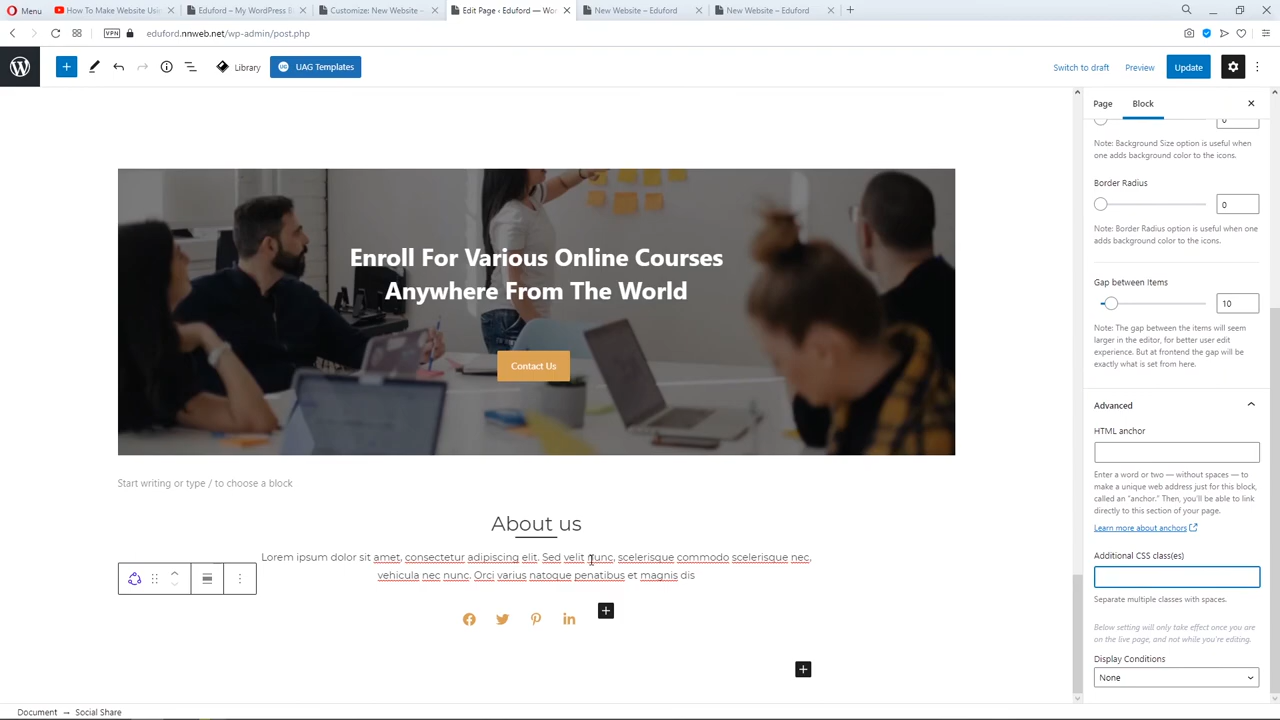 Menu
How To Make Website Usin
Eduford – My WordPress B
Customize: New Website –
Edit Page ‹ Eduford — Wor
New Website – Eduford
New Website – Eduford
VPN
eduford.nnweb.net/wp-admin/post.php
Library
UAG Templates
Switch to draft
Preview
Update
Page
Block
Note: Background Size option is useful when
one adds background color to the icons.
Border Radius
0
Note: Border Radius option is useful when one
adds background color to the icons.
Gap between Items
10
Note: The gap between the items will seem
larger in the editor, for better user edit
experience. But at frontend the gap will be
exactly what is set from here.
Advanced
HTML anchor
Enter a word or two — without spaces — to
make a unique web address just for this block,
called an "anchor." Then, you'll be able to link
directly to this section of your page.
Learn more about anchors
Additional CSS class(es)
Separate multiple classes with spaces.
Below setting will only take effect once you are
on the live page, and not while you're editing.
Display Conditions
None
Enroll For Various Online Courses
Anywhere From The World
Contact Us
Start writing or type / to choose a block
About us
Lorem ipsum dolor sit amet, consectetur adipiscing elit. Sed velit nunc, scelerisque commodo scelerisque nec,
vehicula nec nunc. Orci varius natoque penatibus et magnis dis
Document → Social Share